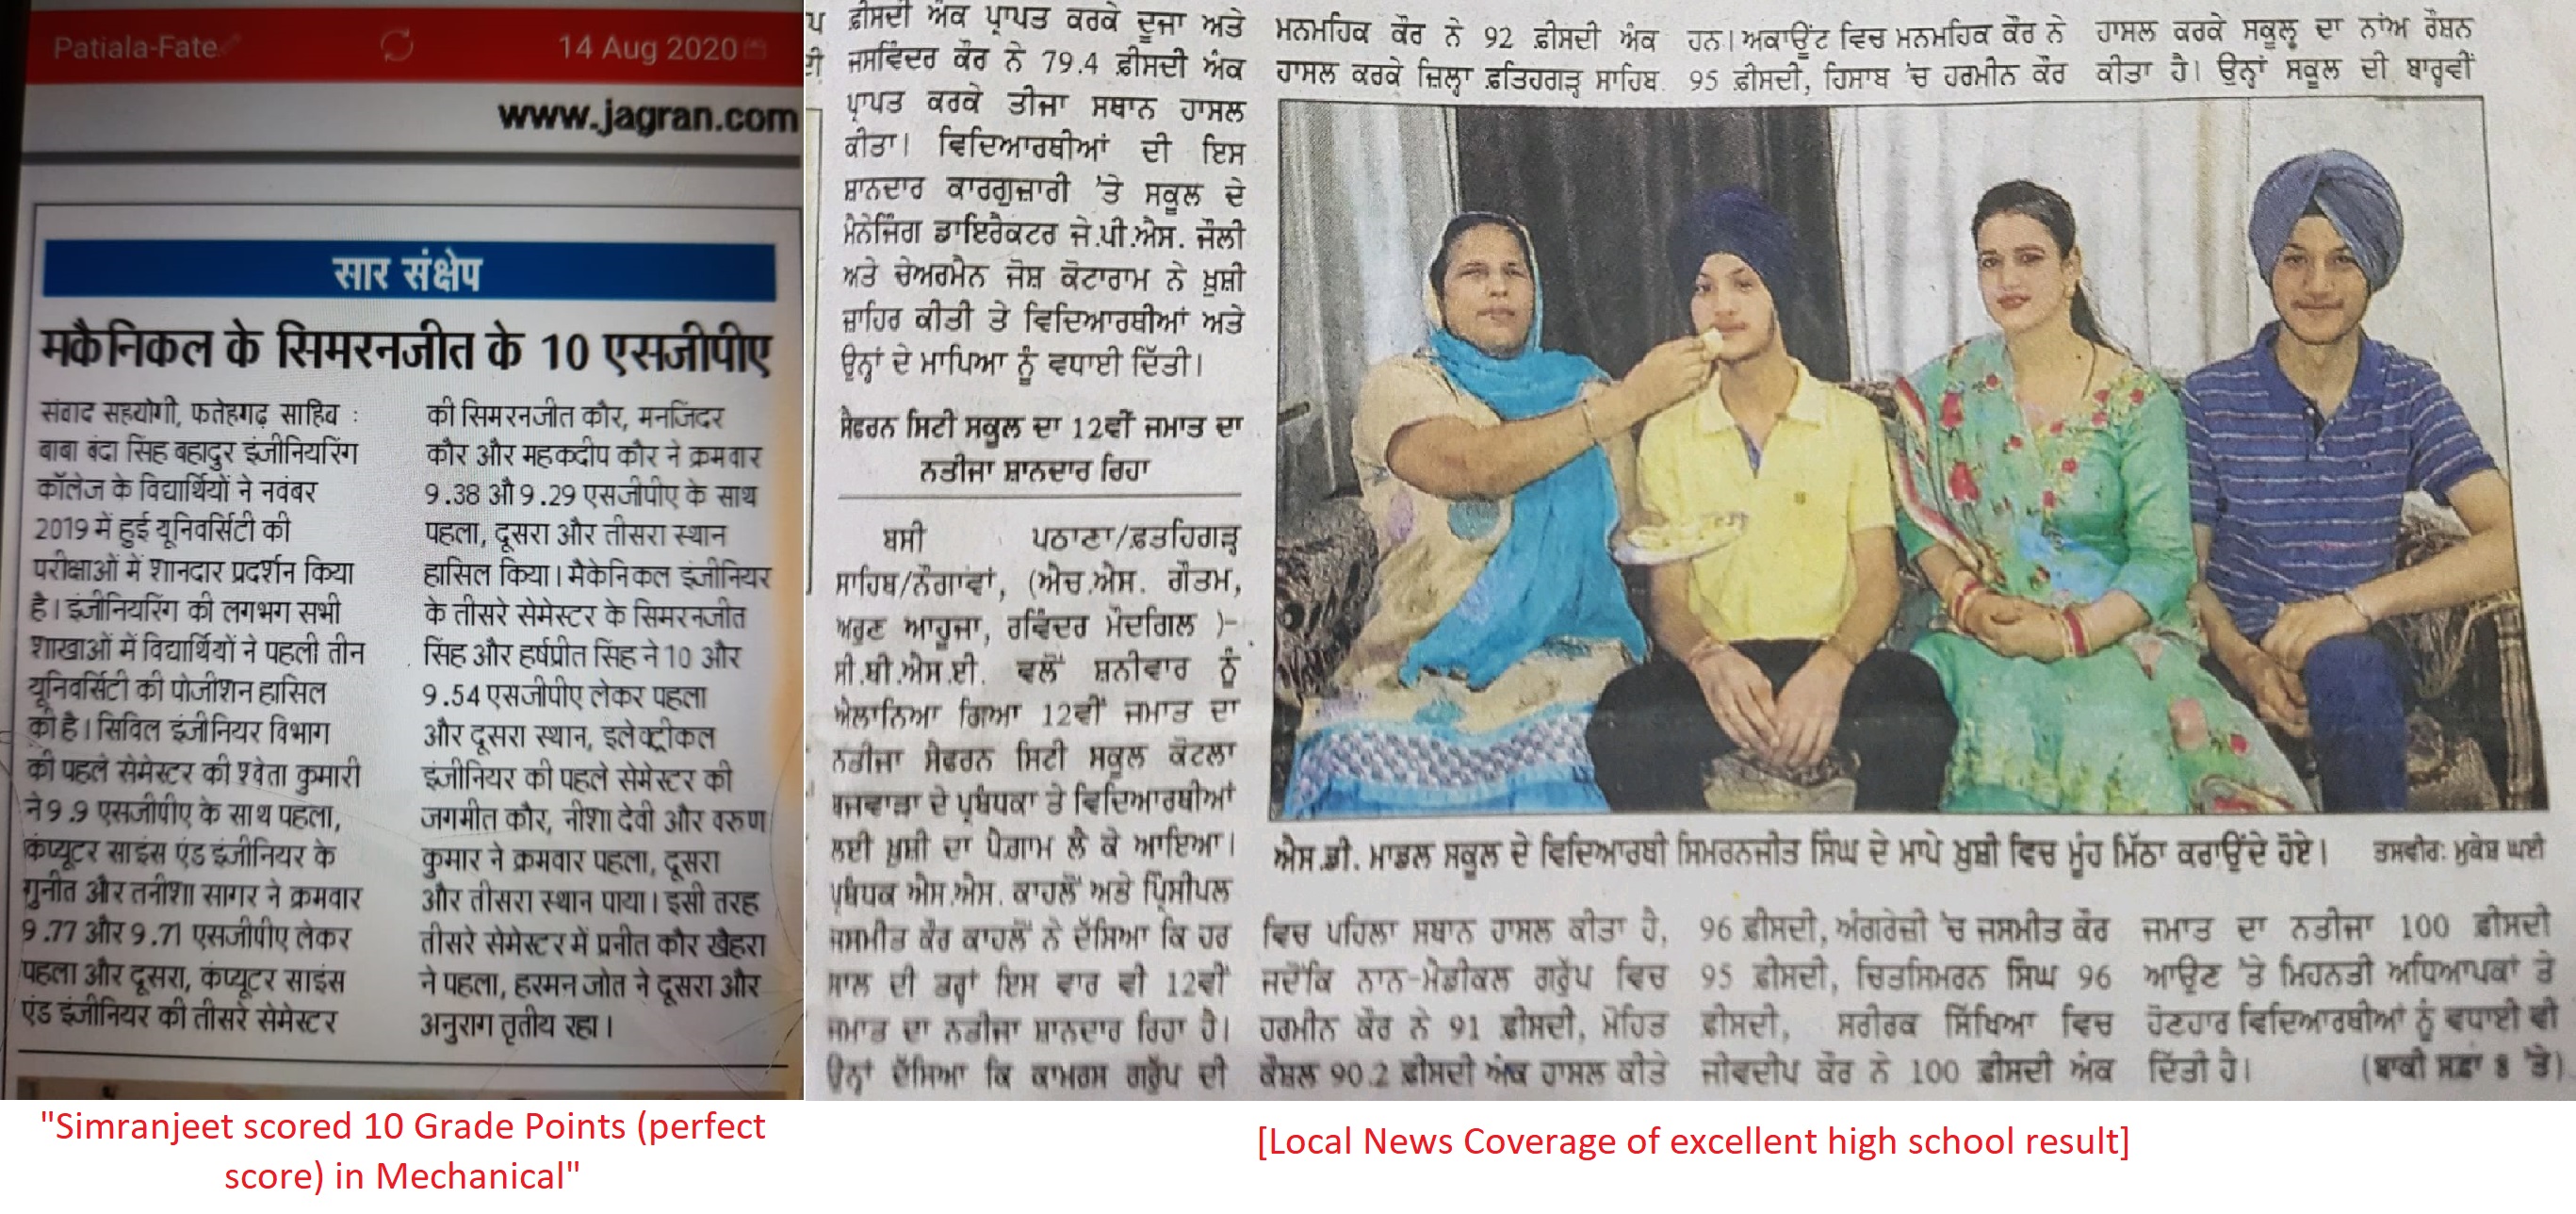 Patiala-Fate
14 Aug 2020
www.jagran.com
सार संक्षेप
मकैनिकल के सिमरनजीत के 10 एसजीपीए
संवाद सहयोगी, फतेहगढ़ साहिब :
बाबा बंदा सिंह बहादुर इंजीनियरिंग
कॉलेज के विद्यार्थियों ने नवंबर
2019 में हुई यूनिवर्सिटी की
परीक्षाओं में शानदार प्रदर्शन किया
है। इंजीनियरिंग की लगभग सभी
शाखाओं में विद्यार्थियों ने पहली तीन
यूनिवर्सिटी की पोजीशन हासिल
की है। सिविल इंजीनियर विभाग
की पहले सेमेस्टर की श्वेता कुमारी
ने 9.9 एसजीपीए के साथ पहला,
कंप्यूटर साइंस एंड इंजीनियर के
गुनीत और तनीशा सागर ने क्रमवार
9.77 और 9.71 एसजीपीए लेकर
पहला और दूसरा, कंप्यूटर साइंस
एंड इंजीनियर की तीसरे सेमेस्टर
की सिमरनजीत कौर, मनजिंदर
कौर और महकदीप कौर ने क्रमवार
9.38 औ 9.29 एसजीपीए के साथ
पहला, दूसरा और तीसरा स्थान
हासिल किया। मैकेनिकल इंजीनियर
के तीसरे सेमेस्टर के सिमरनजीत
सिंह और हर्षप्रीत सिंह ने 10 और
9.54 एसजीपीए लेकर पहला
और दूसरा स्थान, इलेक्ट्रीकल
इंजीनियर की पहले सेमेस्टर की
जगमीत कौर, नीशा देवी और वरुण
कुमार ने क्रमवार पहला, दूसरा
और तीसरा स्थान पाया। इसी तरह
तीसरे सेमेस्टर में प्रनीत कौर खैहरा
ने पहला, हरमन जोत ने दूसरा और
अनुराग तृतीय रहा।
"Simranjeet scored 10 Grade Points (perfect
score) in Mechanical"
ਫ਼ੀਸਦੀ ਅੰਕ ਪ੍ਰਾਪਤ ਕਰਕੇ ਦੂਜਾ ਅਤੇ
ਜਸਵਿੰਦਰ ਕੌਰ ਨੇ 79.4 ਫ਼ੀਸਦੀ ਅੰਕ
ਪ੍ਰਾਪਤ ਕਰਕੇ ਤੀਜਾ ਸਥਾਨ ਹਾਸਲ
ਕੀਤਾ। ਵਿਦਿਆਰਥੀਆਂ ਦੀ ਇਸ
ਸ਼ਾਨਦਾਰ ਕਾਰਗੁਜ਼ਾਰੀ 'ਤੇ ਸਕੂਲ ਦੇ
ਮੈਨੇਜਿੰਗ ਡਾਇਰੈਕਟਰ ਜੇ.ਪੀ.ਐਸ. ਜੌਲੀ
ਅਤੇ ਚੇਅਰਮੈਨ ਜੋਸ਼ ਕੋਟਾਰਾਮ ਨੇ ਖ਼ੁਸ਼ੀ
ਜ਼ਾਹਿਰ ਕੀਤੀ ਤੇ ਵਿਦਿਆਰਥੀਆਂ ਅਤੇ
ਉਨ੍ਹਾਂ ਦੇ ਮਾਪਿਆ ਨੂੰ ਵਧਾਈ ਦਿੱਤੀ।
ਸੈਫਰਨ ਸਿਟੀ ਸਕੂਲ ਦਾ 12ਵੀਂ ਜਮਾਤ ਦਾ
ਨਤੀਜਾ ਸ਼ਾਨਦਾਰ ਰਿਹਾ
ਬਸੀ ਪਠਾਣਾ/ਫ਼ਤਹਿਗੜ੍ਹ
ਸਾਹਿਬ/ਨੌਗਾਵਾਂ, (ਐਚ.ਐਸ. ਗੌਤਮ,
ਅਰੁਣ ਆਹੂਜਾ, ਰਵਿੰਦਰ ਮੌਦਗਿਲ )-
ਸੀ.ਬੀ.ਐਸ.ਈ. ਵਲੋਂ ਸ਼ਨੀਵਾਰ ਨੂੰ
ਐਲਾਨਿਆ ਗਿਆ 12ਵੀਂ ਜਮਾਤ ਦਾ
ਨਤੀਜਾ ਸੈਫਰਨ ਸਿਟੀ ਸਕੂਲ ਕੋਟਲਾ
ਬਜਵਾੜਾ ਦੇ ਪ੍ਰਬੰਧਕਾ ਤੇ ਵਿਦਿਆਰਥੀਆਂ
ਲਈ ਖ਼ੁਸ਼ੀ ਦਾ ਪੈਗ਼ਾਮ ਲੈ ਕੇ ਆਇਆ।
ਪ੍ਰਬੰਧਕ ਐਸ.ਐਸ. ਕਾਹਲੋਂ ਅਤੇ ਪ੍ਰਿੰਸੀਪਲ
ਜਸਮੀਤ ਕੌਰ ਕਾਹਲੋਂ ਨੇ ਦੱਸਿਆ ਕਿ ਹਰ
ਸਾਲ ਦੀ ਤਰ੍ਹਾਂ ਇਸ ਵਾਰ ਵੀ 12ਵੀਂ
ਜਮਾਤ ਦਾ ਨਤੀਜਾ ਸ਼ਾਨਦਾਰ ਰਿਹਾ ਹੈ।
ਉਨ੍ਹਾਂ ਦੱਸਿਆ ਕਿ ਕਾਮਰਸ ਗਰੁੱਪ ਦੀ
ਮਨਮਹਿਕ ਕੌਰ ਨੇ 92 ਫ਼ੀਸਦੀ ਅੰਕ
ਹਾਸਲ ਕਰਕੇ ਜ਼ਿਲ੍ਹਾ ਫ਼ਤਿਹਗੜ੍ਹ ਸਾਹਿਬ
ਹਨ। ਅਕਾਊਂਟ ਵਿਚ ਮਨਮਹਿਕ ਕੌਰ ਨੇ
95 ਫ਼ੀਸਦੀ, ਹਿਸਾਬ 'ਚ ਹਰਮੀਨ ਕੌਰ
ਹਾਸਲ ਕਰਕੇ ਸਕੂਲ ਦਾ ਨਾਂਅ ਰੌਸ਼ਨ
ਕੀਤਾ ਹੈ। ਉਨ੍ਹਾਂ ਸਕੂਲ ਦੀ ਬਾਰ੍ਹਵੀਂ
ਐਸ.ਡੀ. ਮਾਡਲ ਸਕੂਲ ਦੇ ਵਿਦਿਆਰਥੀ ਸਿਮਰਨਜੀਤ ਸਿੰਘ ਦੇ ਮਾਪੇ ਖ਼ੁਸ਼ੀ ਵਿਚ ਮੂੰਹ ਮਿੱਠਾ ਕਰਾਉਂਦੇ ਹੋਏ। ਤਸਵੀਰ: ਮੁਕੇਸ਼ ਘਈ
ਵਿਚ ਪਹਿਲਾ ਸਥਾਨ ਹਾਸਲ ਕੀਤਾ ਹੈ,
ਜਦੋਂਕਿ ਨਾਨ-ਮੈਡੀਕਲ ਗਰੁੱਪ ਵਿਚ
ਹਰਮੀਨ ਕੌਰ ਨੇ 91 ਫ਼ੀਸਦੀ, ਮੋਹਿਤ
ਕੌਸ਼ਲ 90.2 ਫ਼ੀਸਦੀ ਅੰਕ ਹਾਸਲ ਕੀਤੇ
96 ਫ਼ੀਸਦੀ, ਅੰਗਰੇਜ਼ੀ 'ਚ ਜਸਮੀਤ ਕੌਰ
95 ਫ਼ੀਸਦੀ, ਚਿਤਸਿਮਰਨ ਸਿੰਘ 96
ਫ਼ੀਸਦੀ, ਸਰੀਰਕ ਸਿੱਖਿਆ ਵਿਚ
ਜੀਵਦੀਪ ਕੌਰ ਨੇ 100 ਫ਼ੀਸਦੀ ਅੰਕ
ਜਮਾਤ ਦਾ ਨਤੀਜਾ 100 ਫ਼ੀਸਦੀ
ਆਉਣ 'ਤੇ ਮਿਹਨਤੀ ਅਧਿਆਪਕਾਂ ਤੇ
ਹੋਣਹਾਰ ਵਿਦਿਆਰਥੀਆਂ ਨੂੰ ਵਧਾਈ ਵੀ
ਦਿੱਤੀ ਹੈ। (ਬਾਕੀ ਸਫ਼ਾ 8 'ਤੇ)
[Local News Coverage of excellent high school result]